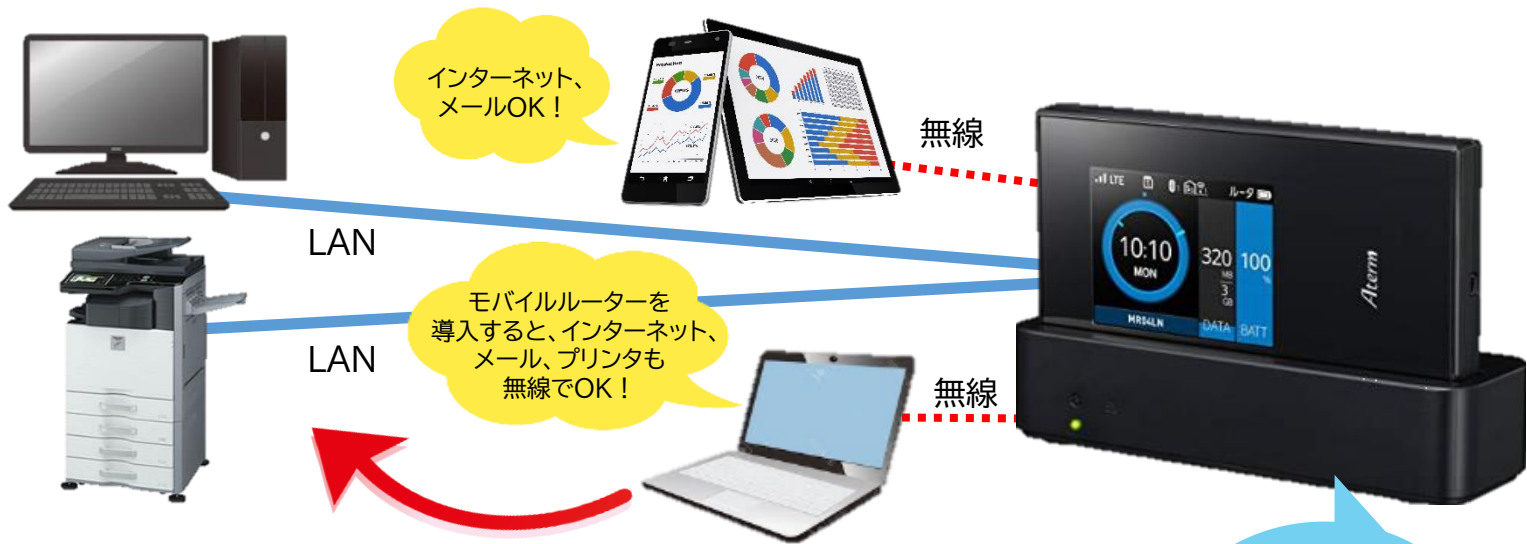 インターネット、
メールOK！
無線
LAN
モバイルルーターを
導入すると、インターネット、
メール、プリンタも
無線でOK！
LAN
無線
LTE
ルータ
10:10
MON
320
MB
3
GB
100
%
MR04LN
DATA
BATT
Aterm